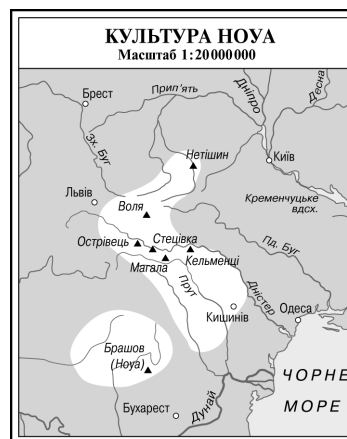 КУЛЬТУРА НОУА
Масштаб 1:20000000
Брест
Прип'ять
Дніпро
Десна
Зх. Буг
Нетішин
Київ
Львів
Воля
Кременчуцьке
вдсх.
Острівець
Стецівка
Магала
Кельменці
Пд. Буг
Прут
Дністер
Кишинів
Одеса
Брашов
(Ноуа)
ЧОРНЕ
МОРЕ
Дунай
Бухарест